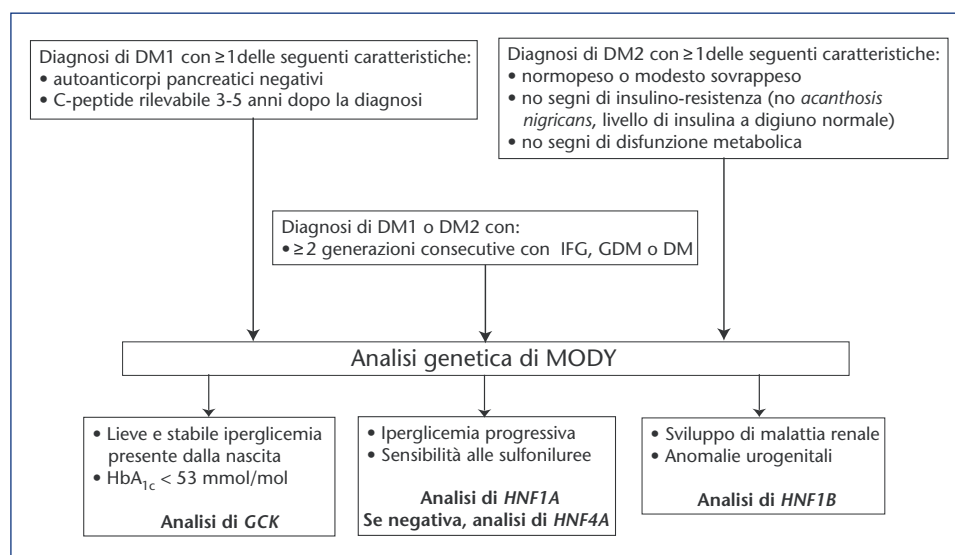 Diagnosi di DM1 con ≥1delle seguenti caratteristiche:
• autoanticorpi pancreatici negativi
• C-peptide rilevabile 3-5 anni dopo la diagnosi
Diagnosi di DM2 con ≥1delle seguenti caratteristiche:
• normopeso o modesto sovrappeso
• no segni di insulino-resistenza (no acanthosis
nigricans, livello di insulina a digiuno normale)
• no segni di disfunzione metabolica
Diagnosi di DM1 o DM2 con:
• ≥2 generazioni consecutive con IFG, GDM o DM
Analisi genetica di MODY
• Lieve e stabile iperglicemia
presente dalla nascita
• HbA1c < 53 mmol/mol
Analisi di GCK
• Iperglicemia progressiva
• Sensibilità alle sulfoniluree
Analisi di HNF1A
Se negativa, analisi di HNF4A
• Sviluppo di malattia renale
• Anomalie urogenitali
Analisi di HNF1B